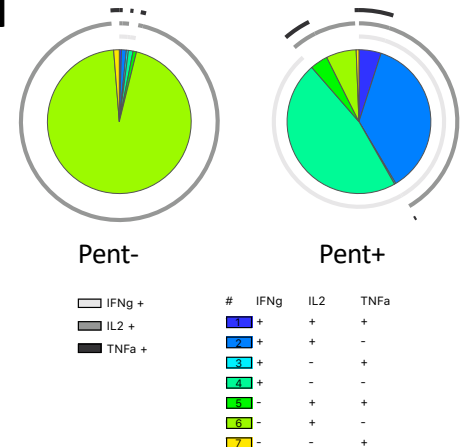 Pent-
Pent+
IFNg +
IL2 +
TNFa +
# IFNg IL2 TNFa
1 + + +
2 + + -
3 + - +
4 + - -
5 - + +
6 - + -
7 - - +